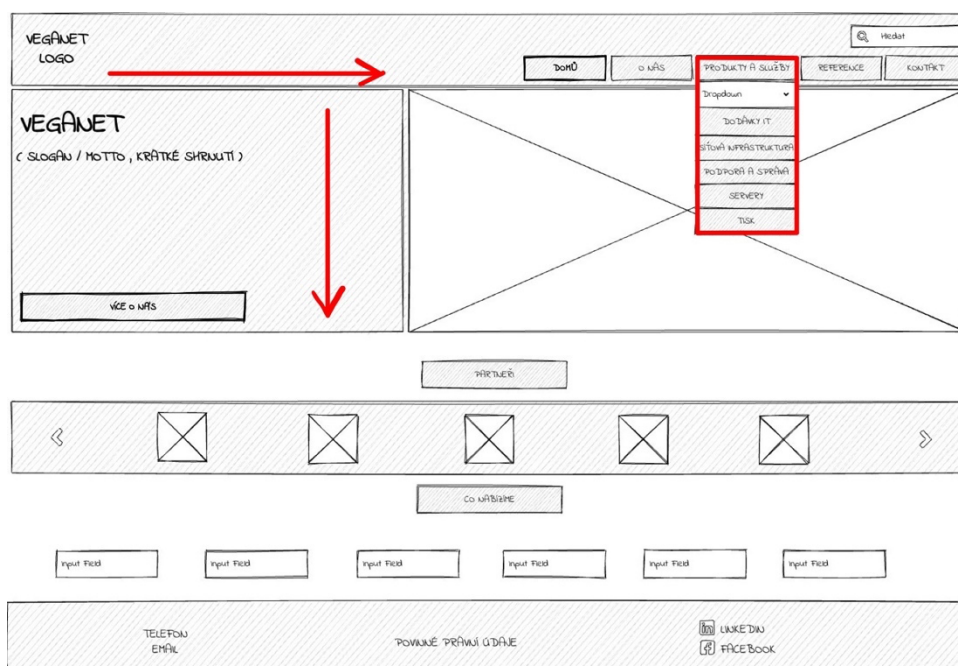 VEGANET
LOGO
Hledat
DOMŮ
O NÁS
PRODUKTY A SLUŽBY
REFERENCE
KONTAKT
Dropdown
DODÁVKY IT
SÍŤOVÁ INFRASTRUKTURA
PODPORA A SPRÁVA
SERVERY
TISK
VEGANET
( SLOGAN / MOTTO , KRÁTKÉ SHRNUTÍ )
VÍCE O NÁS
PARTNEŘI
CO NABÍZÍME
Input Field
Input Field
Input Field
Input Field
Input Field
Input Field
TELEFON
EMAIL
POVINNÉ PRÁVNÍ ÚDAJE
LINKEDIN
FACEBOOK